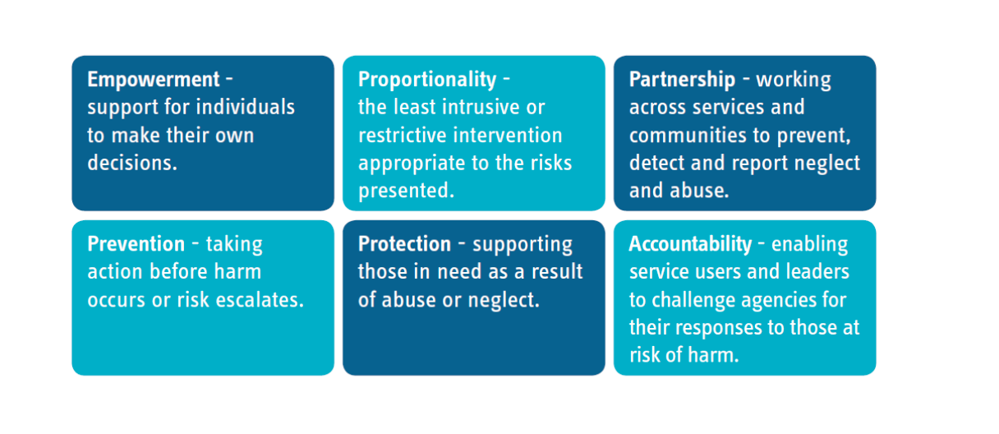 Empowerment -
support for individuals
to make their own
decisions.
Proportionality -
the least intrusive or
restrictive intervention
appropriate to the risks
presented.
Partnership - working
across services and
communities to prevent,
detect and report neglect
and abuse.
Prevention - taking
action before harm
occurs or risk escalates.
Protection - supporting
those in need as a result
of abuse or neglect.
Accountability - enabling
service users and leaders
to challenge agencies for
their responses to those at
risk of harm.